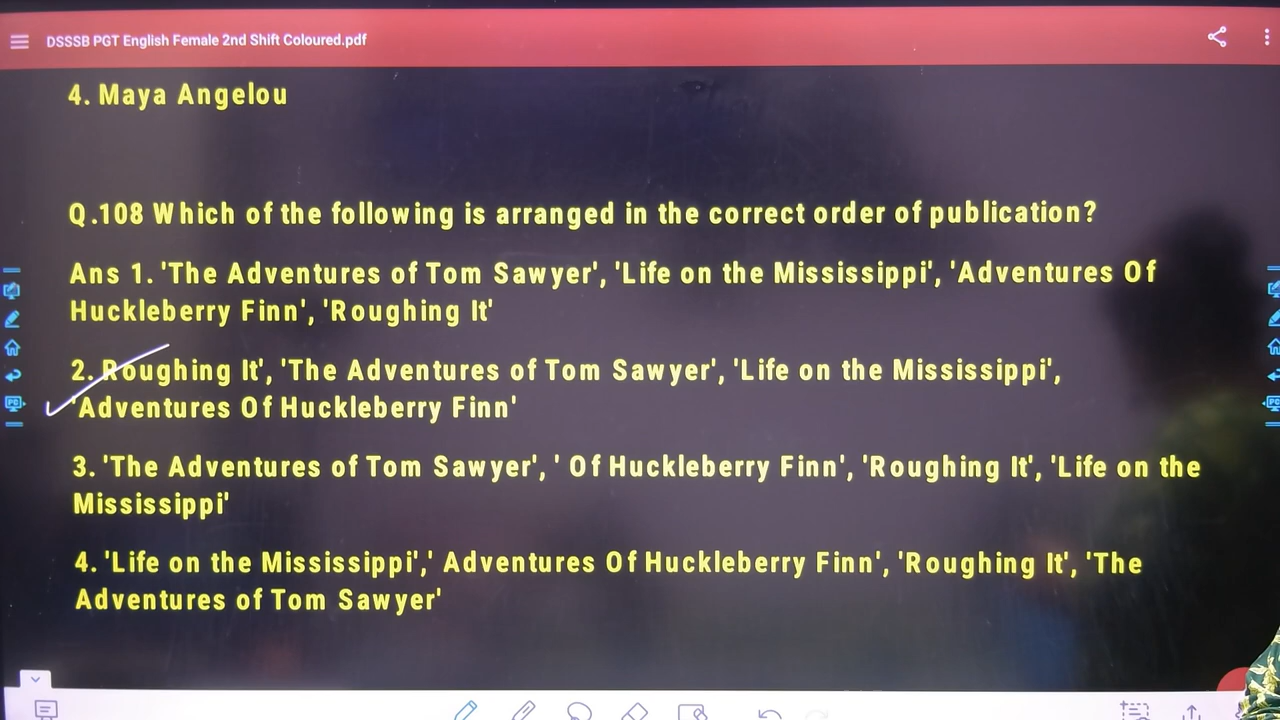 DSSSB PGT English Female 2nd Shift Coloured.pdf
4. Maya Angelou
Q.108 Which of the following is arranged in the correct order of publication?
Ans 1. 'The Adventures of Tom Sawyer', 'Life on the Mississippi', 'Adventures Of
Huckleberry Finn', 'Roughing It'
2. Roughing It', 'The Adventures of Tom Sawyer', 'Life on the Mississippi',
'Adventures Of Huckleberry Finn'
3. 'The Adventures of Tom Sawyer', ' Of Huckleberry Finn', 'Roughing It', 'Life on the
Mississippi'
4. 'Life on the Mississippi',' Adventures Of Huckleberry Finn', 'Roughing It', 'The
Adventures of Tom Sawyer'